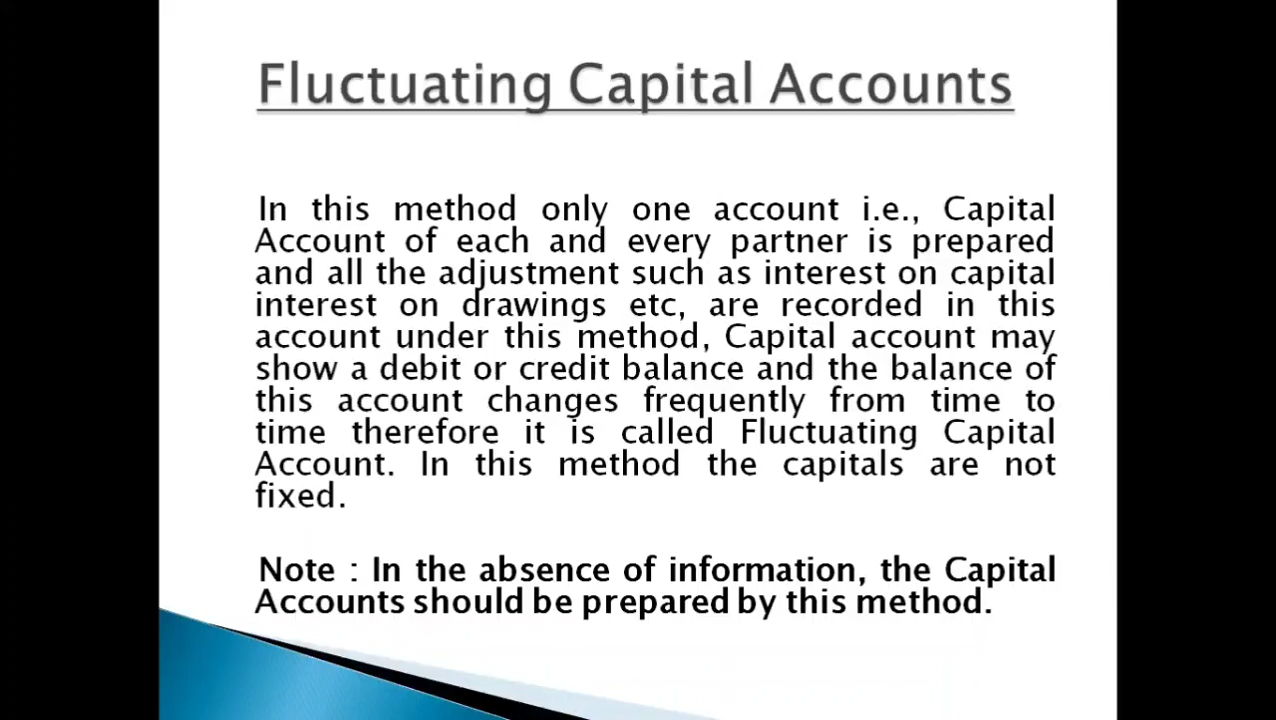 Fluctuating Capital Accounts
In this method only one account i.e., Capital
Account of each and every partner is prepared
and all the adjustment such as interest on capital
interest on drawings etc, are recorded in this
account under this method, Capital account may
show a debit or credit balance and the balance of
this account changes frequently from time to
time therefore it is called Fluctuating Capital
Account. In this method the capitals are not
fixed.
Note : In the absence of information, the Capital
Accounts should be prepared by this method.